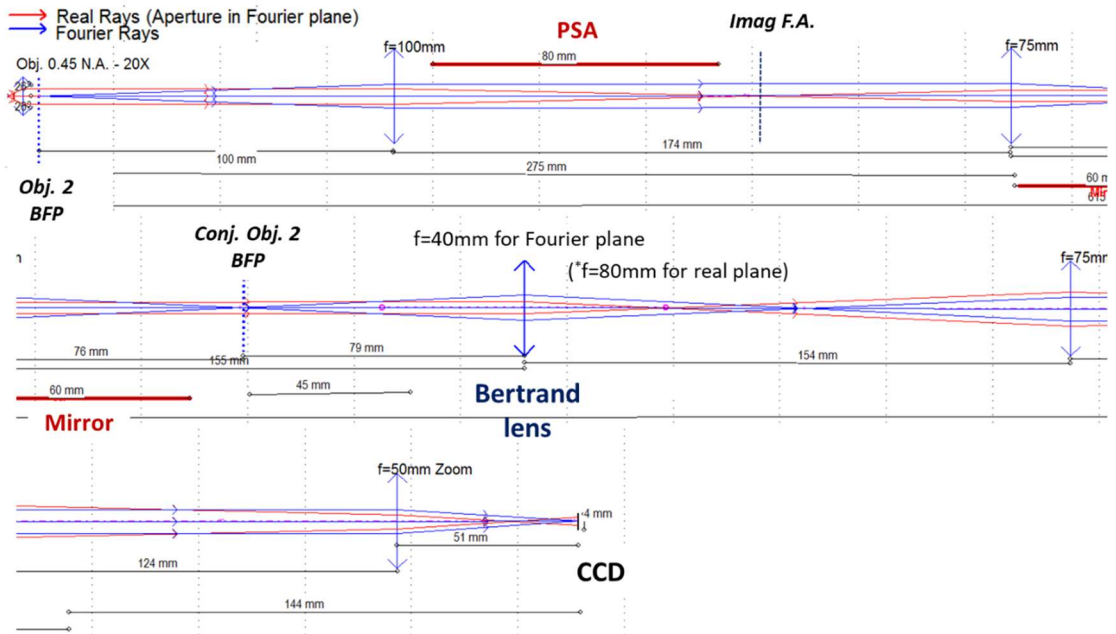 Real Rays (Aperture in Fourier plane)
Fourier Rays
Obj. 0.45 N.A. - 20X
f=100mm
PSA
80 mm
Imag F.A.
f=75mm
100 mm
174 mm
275 mm
60 m
615
Obj. 2
BFP
Conj. Obj. 2
BFP
f=40mm for Fourier plane
(*f=80mm for real plane)
f=75mm
76 mm
79 mm
155 mm
154 mm
60 mm
45 mm
Mirror
Bertrand
lens
f=50mm Zoom
4 mm
51 mm
124 mm
CCD
144 mm